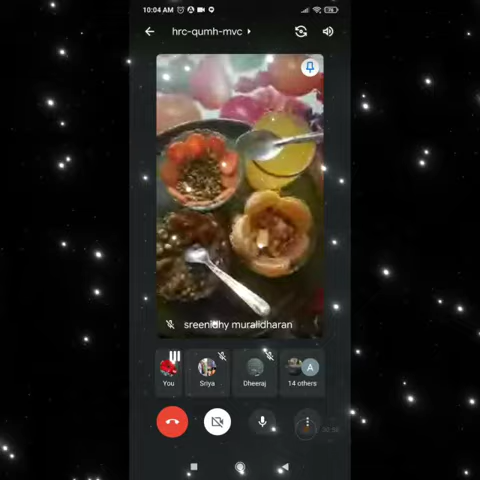 10:04 AM
hrc-qumh-mvc
sreenidhy muralidharan
You
Sriya
Dheeraj
A
14 others